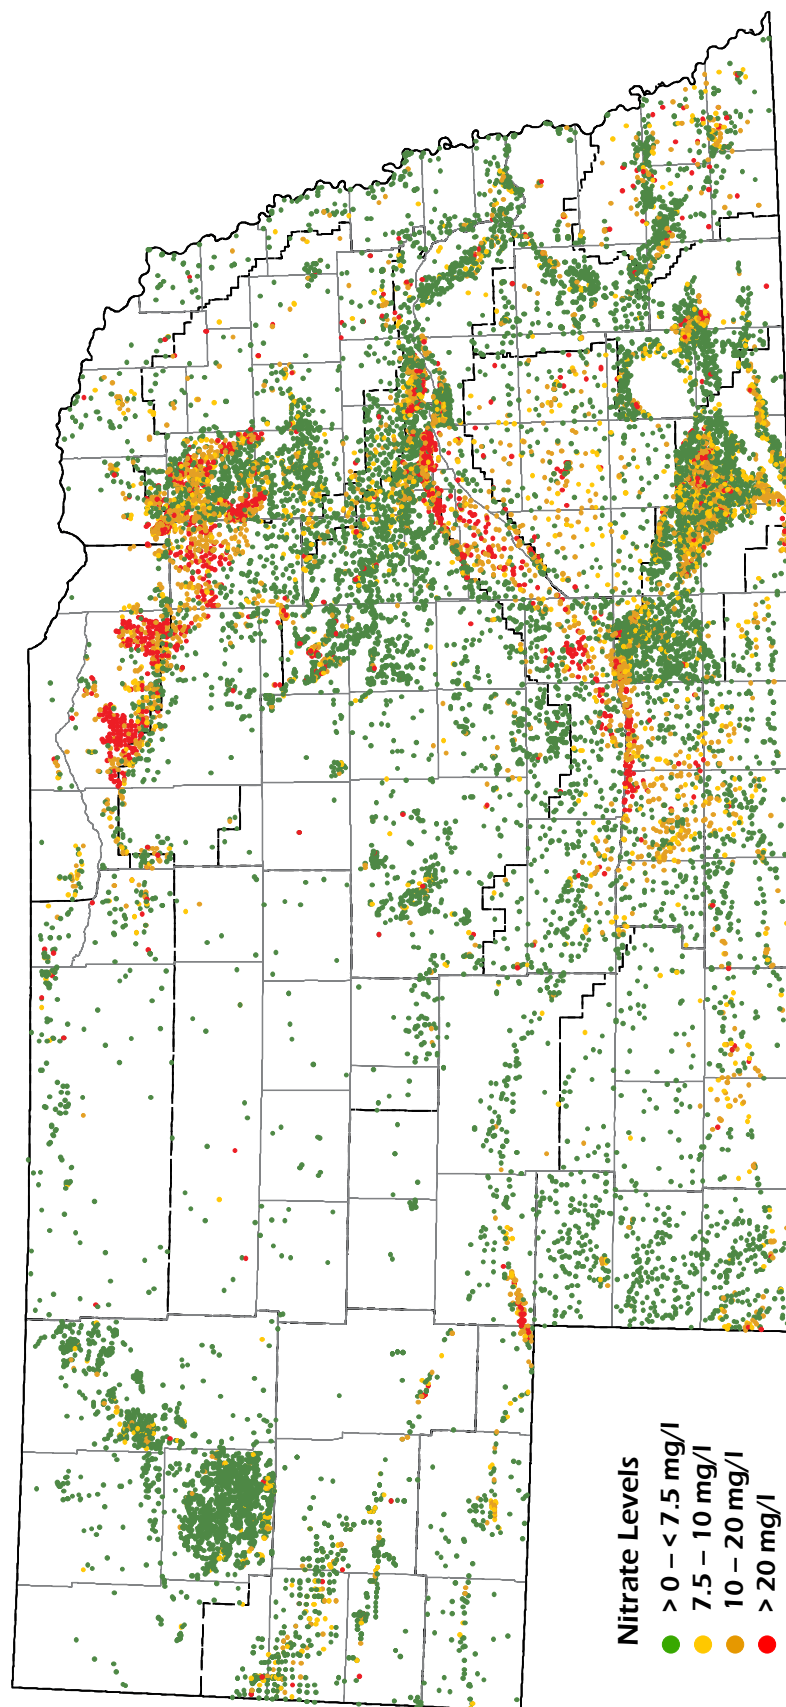 Nitrate Levels
> 0 – < 7.5 mg/l
7.5 – 10 mg/l
10 – 20 mg/l
> 20 mg/l